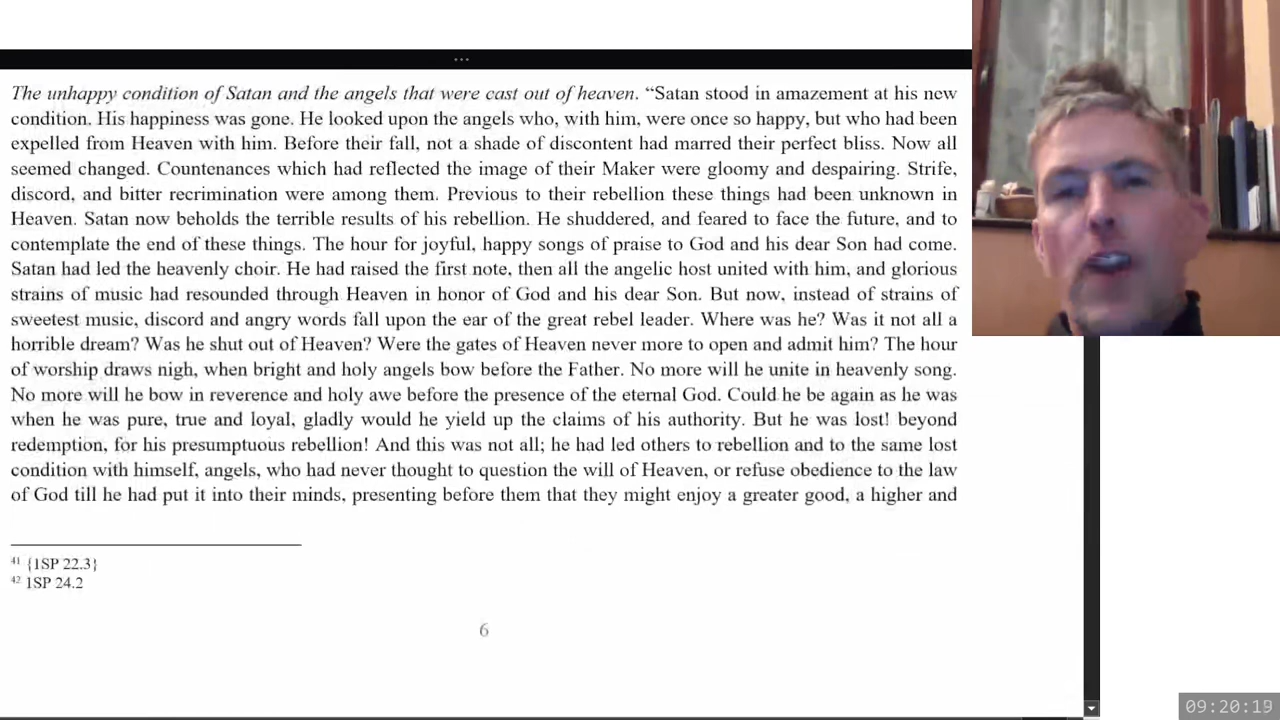 The unhappy condition of Satan and the angels that were cast out of heaven. “Satan stood in amazement at his new
condition. His happiness was gone. He looked upon the angels who, with him, were once so happy, but who had been
expelled from Heaven with him. Before their fall, not a shade of discontent had marred their perfect bliss. Now all
seemed changed. Countenances which had reflected the image of their Maker were gloomy and despairing. Strife,
discord, and bitter recrimination were among them. Previous to their rebellion these things had been unknown in
Heaven. Satan now beholds the terrible results of his rebellion. He shuddered, and feared to face the future, and to
contemplate the end of these things. The hour for joyful, happy songs of praise to God and his dear Son had come.
Satan had led the heavenly choir. He had raised the first note, then all the angelic host united with him, and glorious
strains of music had resounded through Heaven in honor of God and his dear Son. But now, instead of strains of
sweetest music, discord and angry words fall upon the ear of the great rebel leader. Where was he? Was it not all a
horrible dream? Was he shut out of Heaven? Were the gates of Heaven never more to open and admit him? The hour
of worship draws nigh, when bright and holy angels bow before the Father. No more will he unite in heavenly song.
No more will he bow in reverence and holy awe before the presence of the eternal God. Could he be again as he was
when he was pure, true and loyal, gladly would he yield up the claims of his authority. But he was lost! beyond
redemption, for his presumptuous rebellion! And this was not all; he had led others to rebellion and to the same lost
condition with himself, angels, who had never thought to question the will of Heaven, or refuse obedience to the law
of God till he had put it into their minds, presenting before them that they might enjoy a greater good, a higher and
41 {1SP 22.3}
42 1SP 24.2
6
09:20:19